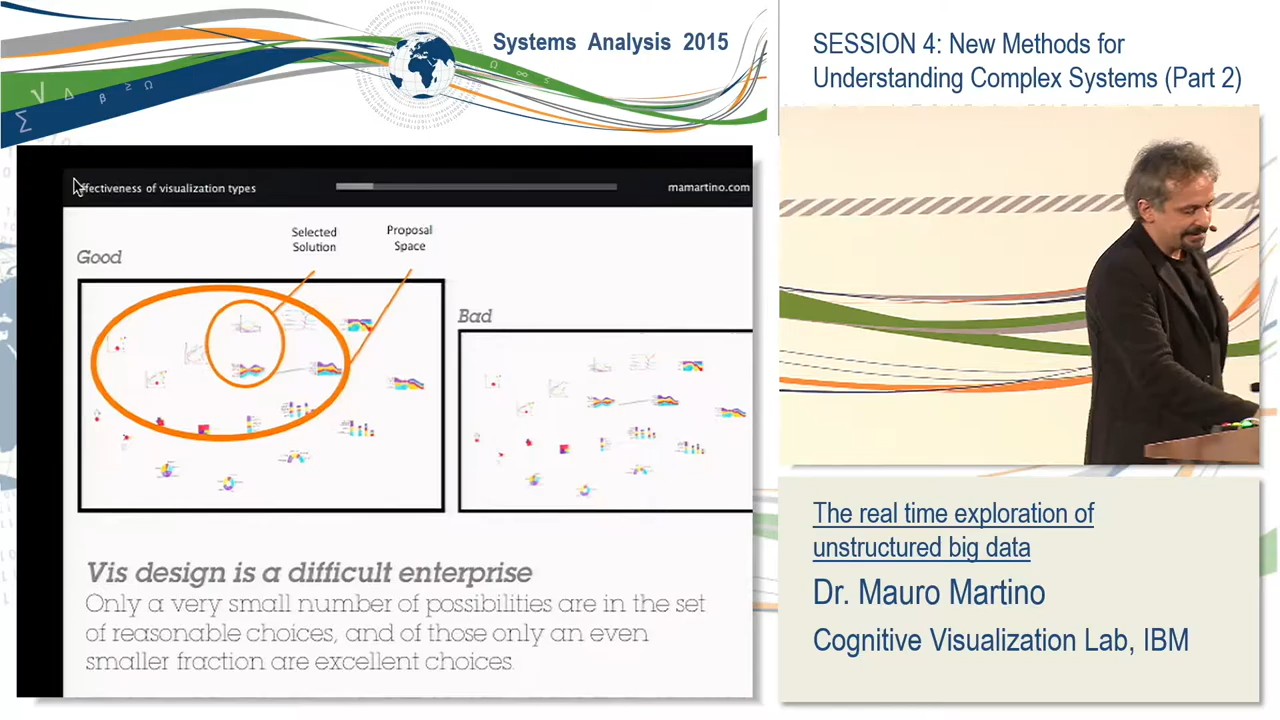 Systems Analysis 2015
SESSION 4: New Methods for
Understanding Complex Systems (Part 2)
ffectiveness of visualization types
mamartino.com
Good
Selected
Solution
Proposal
Space
Bad
Vis design is a difficult enterprise
Only a very small number of possibilities are in the set
of reasonable choices, and of those only an even
smaller fraction are excellent choices.
The real time exploration of
unstructured big data
Dr. Mauro Martino
Cognitive Visualization Lab, IBM